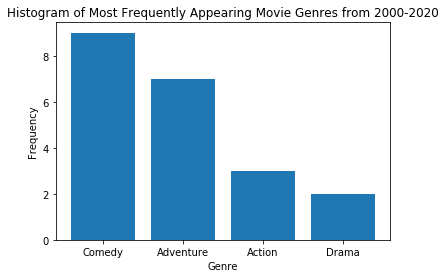 Histogram of Most Frequently Appearing Movie Genres from 2000-2020
8
6
4
2
0
Frequency
Comedy Adventure Action Drama
Genre